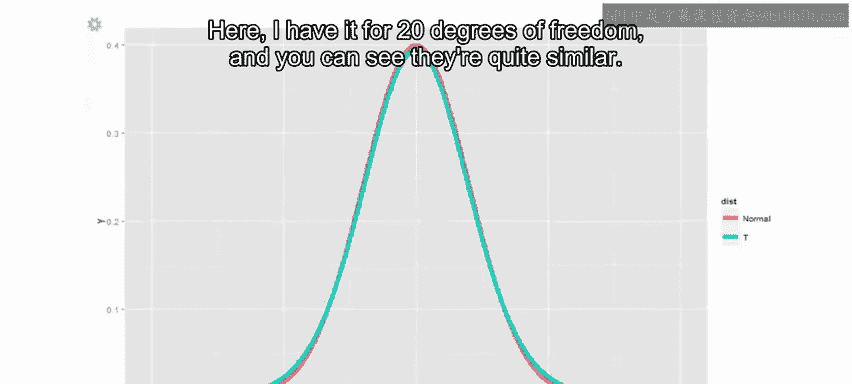 Here, I have it for 20 degrees of freedom,
and you can see they're quite similar.
0.4
0.3
y 0.2
0.1
dist
Normal
T